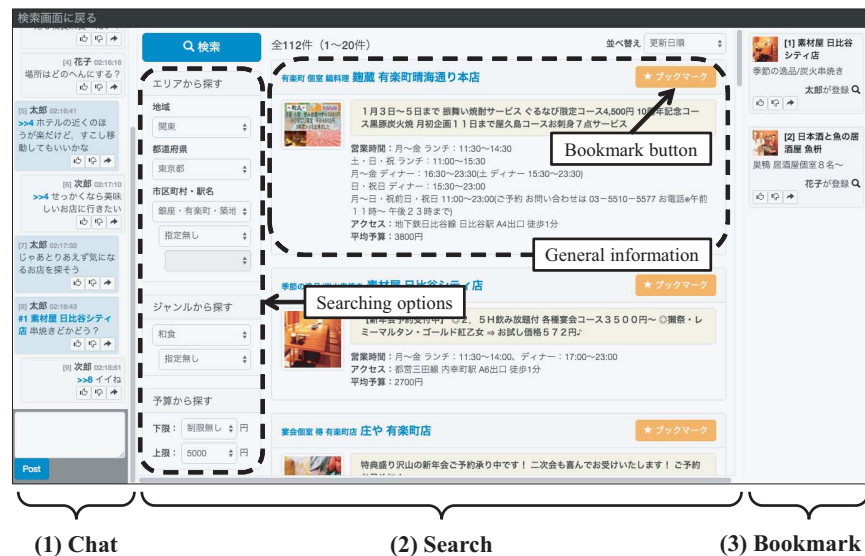 検索画面に戻る
[4] 花子 02:16:16
場所はどのへんにする？
[5] 太郎 02:16:41
>>4 ホテルの近くのほ
うが楽だけど，すこし移
動してもいいかな
[6] 次郎 02:17:10
>>4 せっかくなら美味
しいお店に行きたい
[7] 太郎 02:17:32
じゃあとりあえず気にな
るお店を探そう
[8] 太郎 02:18:43
#1 素材屋 日比谷シティ
店 串焼きどかどう？
[9] 次郎 02:18:51
>>8 イイね
Post
検索
エリアから探す
地域
関東
都道府県
東京都
市区町村・駅名
銀座・有楽町・築地
指定無し
ジャンルから探す
和食
指定無し
予算から探す
下限： 制限無し 円
上限： 5000 円
Searching options
全112件（1〜20件）
並べ替え 更新日順
有楽町 個室 鍋料理 麹蔵 有楽町晴海通り本店
★ ブックマーク
1月3日〜5日まで 振舞い焼酎サービス ぐるなび限定コース4,500円 10周年記念コー
ス黒豚炭火焼 月初企画１１日まで屋久島コースお刺身７点サービス
Bookmark button
営業時間：月〜金 ランチ：11:30〜14:30
土・日・祝 ランチ：11:00〜15:30
月〜金 ディナー：16:30〜23:30(土 ディナー 15:30〜23:30)
日・祝日 ディナー：15:30〜23:00
月〜日・祝前日・祝日 11:00〜23:00(ご予約 お問い合わせは 03−5510−5577 お電話※午前
１１時〜 午後２３時まで)
アクセス：地下鉄日比谷線 日比谷駅 A4出口 徒歩1分
平均予算：3800円
General information
素材屋 日比谷シティ店
★ ブックマーク
【新年会予約受付中】 ◎２．５H飲み放題付 各種宴会コース３５００円〜 ◎獺祭・レ
ミーマルタン・ゴールド紅乙女 ⇒ お試し価格５７２円♪
営業時間：月〜金 ランチ：11:30〜14:00、ディナー：17:00〜23:00
アクセス：都営三田線 内幸町駅 A6出口 徒歩1分
平均予算：2700円
宴会個室 得 有楽町店 庄や 有楽町店
★ ブックマーク
特典盛り沢山の新年会ご予約承り中です！ 二次会も喜んでお受けいたします！ ご予約
[1] 素材屋 日比谷
シティ店
季節の逸品/炭火串焼き
太郎が登録
[2] 日本酒と魚の居
酒屋 魚枡
巣鴨 居酒屋個室８名〜
花子が登録
(1) Chat
(2) Search
(3) Bookmark